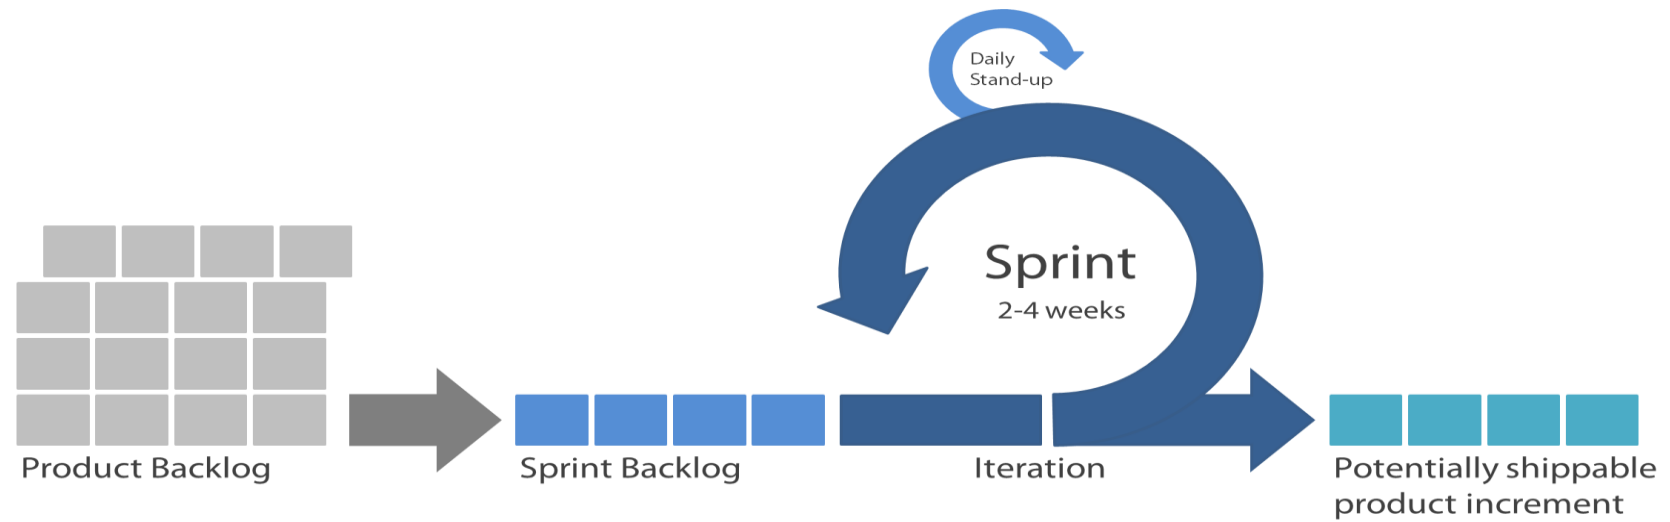 Daily
Stand-up
Sprint
2-4 weeks
Product Backlog
Sprint Backlog
Iteration
Potentially shippable
product increment